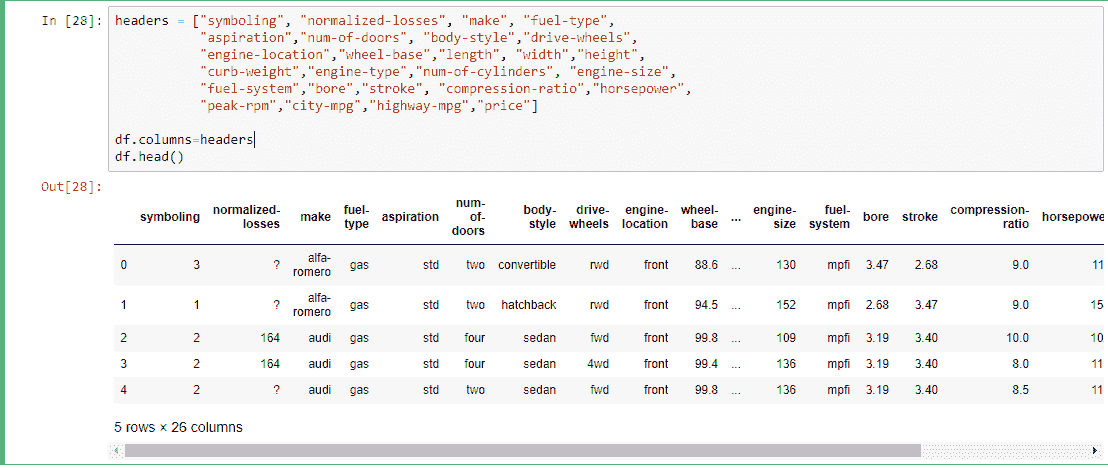 In [28]: headers = ["symboling", "normalized-losses", "make", "fuel-type",
"aspiration","num-of-doors", "body-style","drive-wheels",
"engine-location","wheel-base","length", "width","height",
"curb-weight","engine-type","num-of-cylinders", "engine-size",
"fuel-system","bore","stroke", "compression-ratio","horsepower",
"peak-rpm","city-mpg","highway-mpg","price"]
df.columns=headers
df.head()
Out[28]:
symboling normalized-losses make fuel-type aspiration num-of-doors body-style drive-wheels engine-location wheel-base ... engine-size fuel-system bore stroke compression-ratio horsepowe
0 3 ? alfa-romero gas std two convertible rwd front 88.6 ... 130 mpfi 3.47 2.68 9.0 11
1 1 ? alfa-romero gas std two hatchback rwd front 94.5 ... 152 mpfi 2.68 3.47 9.0 15
2 2 164 audi gas std four sedan fwd front 99.8 ... 109 mpfi 3.19 3.40 10.0 10
3 2 164 audi gas std four sedan 4wd front 99.4 ... 136 mpfi 3.19 3.40 8.0 11
4 2 ? audi gas std two sedan fwd front 99.8 ... 136 mpfi 3.19 3.40 8.5 11
5 rows × 26 columns